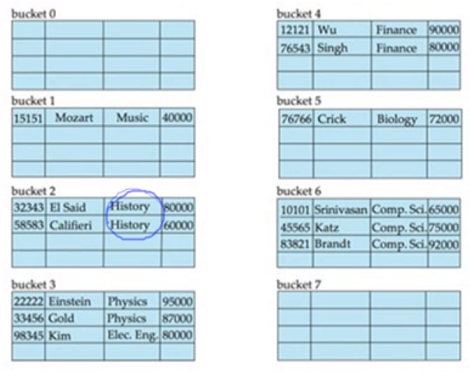 bucket 0
bucket 1
15151 Mozart Music 40000
bucket 2
32343 El Said History 80000
58583 Califieri History 60000
bucket 3
22222 Einstein Physics 95000
33456 Gold Physics 87000
98345 Kim Elec. Eng. 80000
bucket 4
12121 Wu Finance 90000
76543 Singh Finance 80000
bucket 5
76766 Crick Biology 72000
bucket 6
10101 Srinivasan Comp. Sci. 65000
45565 Katz Comp. Sci. 75000
83821 Brandt Comp. Sci. 92000
bucket 7